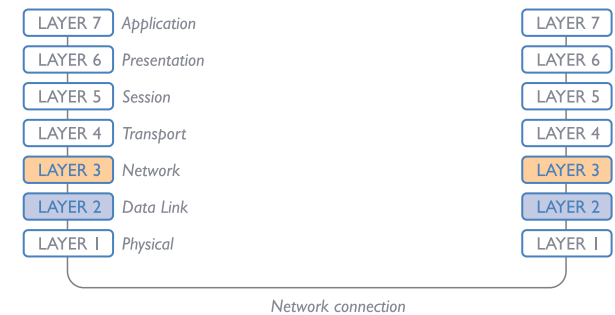 LAYER 7 Application LAYER 7
LAYER 6 Presentation LAYER 6
LAYER 5 Session LAYER 5
LAYER 4 Transport LAYER 4
LAYER 3 Network LAYER 3
LAYER 2 Data Link LAYER 2
LAYER 1 Physical LAYER 1
Network connection